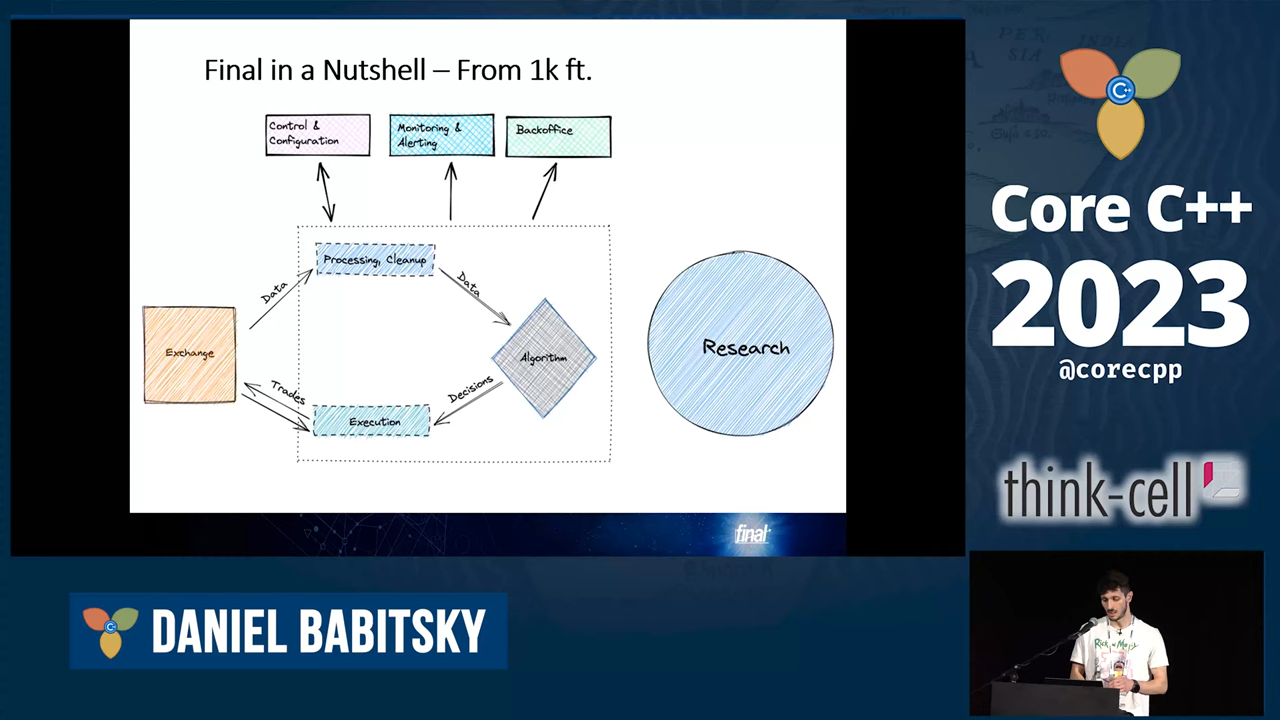 Final in a Nutshell – From 1k ft.
Control &
Configuration
Monitoring &
Alerting
Backoffice
Processing, Cleanup
Data
Data
Exchange
Algorithm
Research
Trades
Decisions
Execution
final
C++
Core C++
2023
@corecpp
think-cell
C++
DANIEL BABITSKY